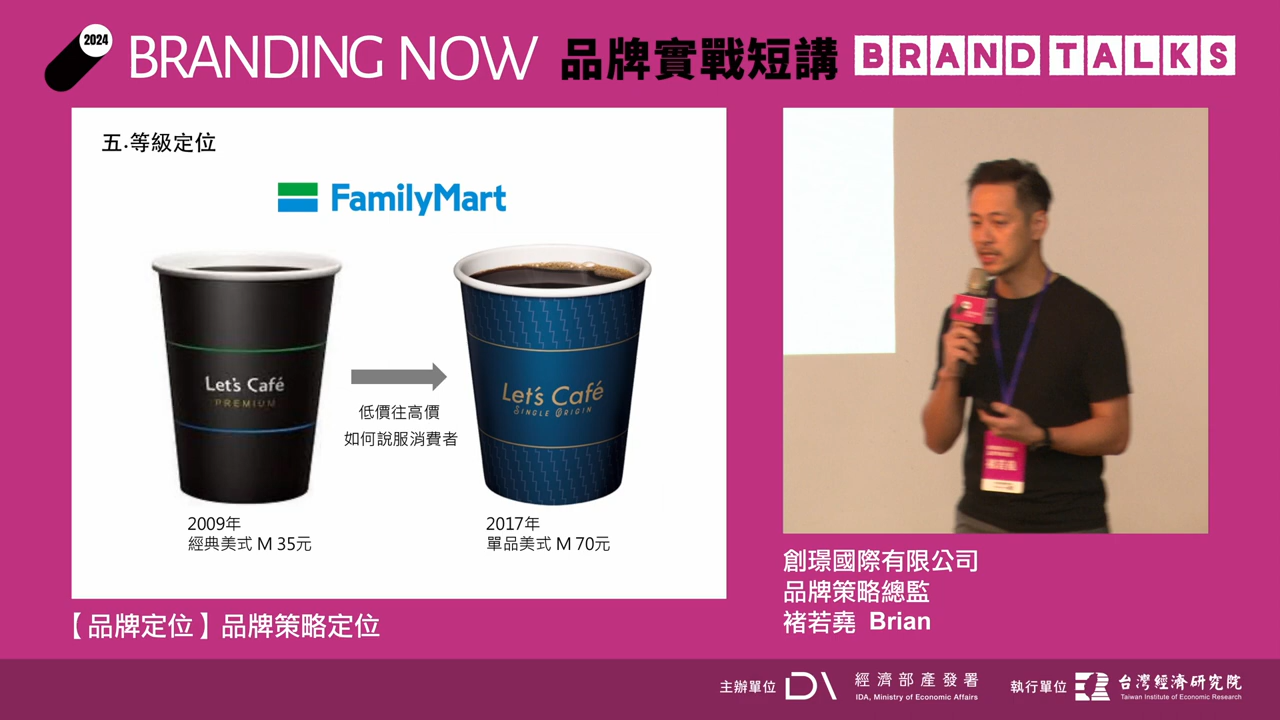 2024
BRANDING NOW 品牌實戰短講 BRAND TALKS
五.等級定位
FamilyMart
Let's Café
PREMIUM
低價往高價
如何說服消費者
Let's Café
SINGLE ORIGIN
2009年
經典美式 M 35元
2017年
單品美式 M 70元
【品牌定位】品牌策略定位
創璟國際有限公司
品牌策略總監
褚若堯 Brian
主辦單位
經濟部產發署
IDA, Ministry of Economic Affairs
執行單位
台灣經濟研究院
Taiwan Institute of Economic Research